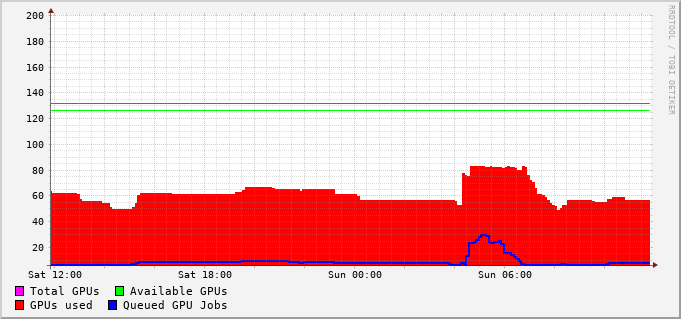 200
180
160
140
120
100
80
60
40
20
Sat 12:00 Sat 18:00 Sun 00:00 Sun 06:00
Total GPUs Available GPUs
GPUs used Queued GPU Jobs
RRDTOOL / TOBI OETIKER